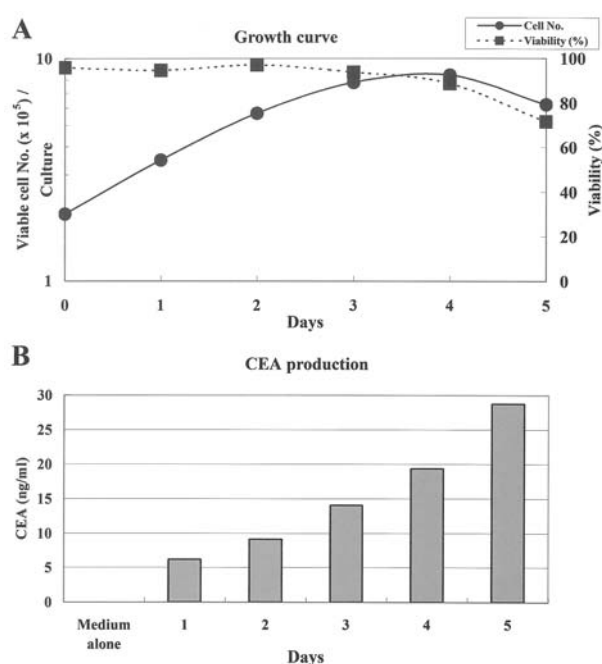 A
Growth curve
Cell No.
Viability (%)
Viable cell No. (x 10⁵) /
Culture
10
1
100
80
60
40
20
0
Viability (%)
0 1 2 3 4 5
Days
B
CEA production
CEA (ng/ml)
30
25
20
15
10
5
0
Medium
alone
1 2 3 4 5
Days